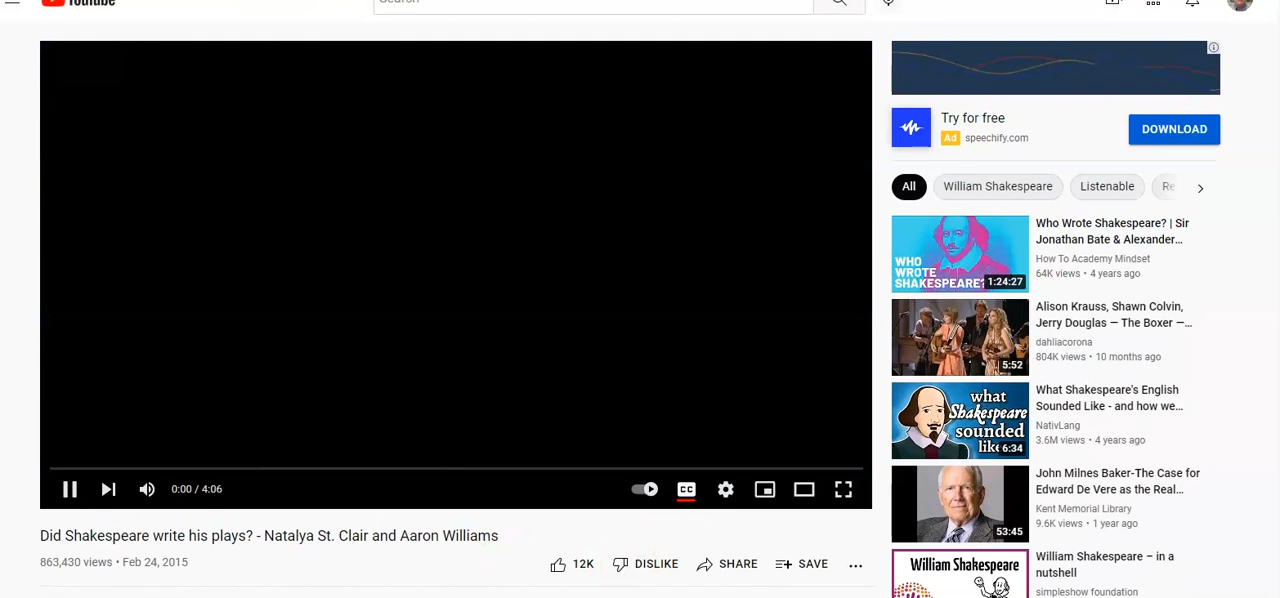 YouTube
Search
Try for free
Ad speechify.com
DOWNLOAD
All
William Shakespeare
Listenable
Re
WHO
WROTE
SHAKESPEARE?
1:24:27
Who Wrote Shakespeare? | Sir
Jonathan Bate & Alexander...
How To Academy Mindset
64K views • 4 years ago
5:52
Alison Krauss, Shawn Colvin,
Jerry Douglas — The Boxer —...
dahliacorona
804K views • 10 months ago
what
Shakespeare
sounded
like
6:34
What Shakespeare's English
Sounded Like - and how we...
NativLang
3.6M views • 4 years ago
53:45
John Milnes Baker-The Case for
Edward De Vere as the Real...
Kent Memorial Library
9.6K views • 1 year ago
William Shakespeare
William Shakespeare – in a
nutshell
simpleshow foundation
0:00 / 4:06
CC
Did Shakespeare write his plays? - Natalya St. Clair and Aaron Williams
863,430 views • Feb 24, 2015
12K
DISLIKE
SHARE
SAVE